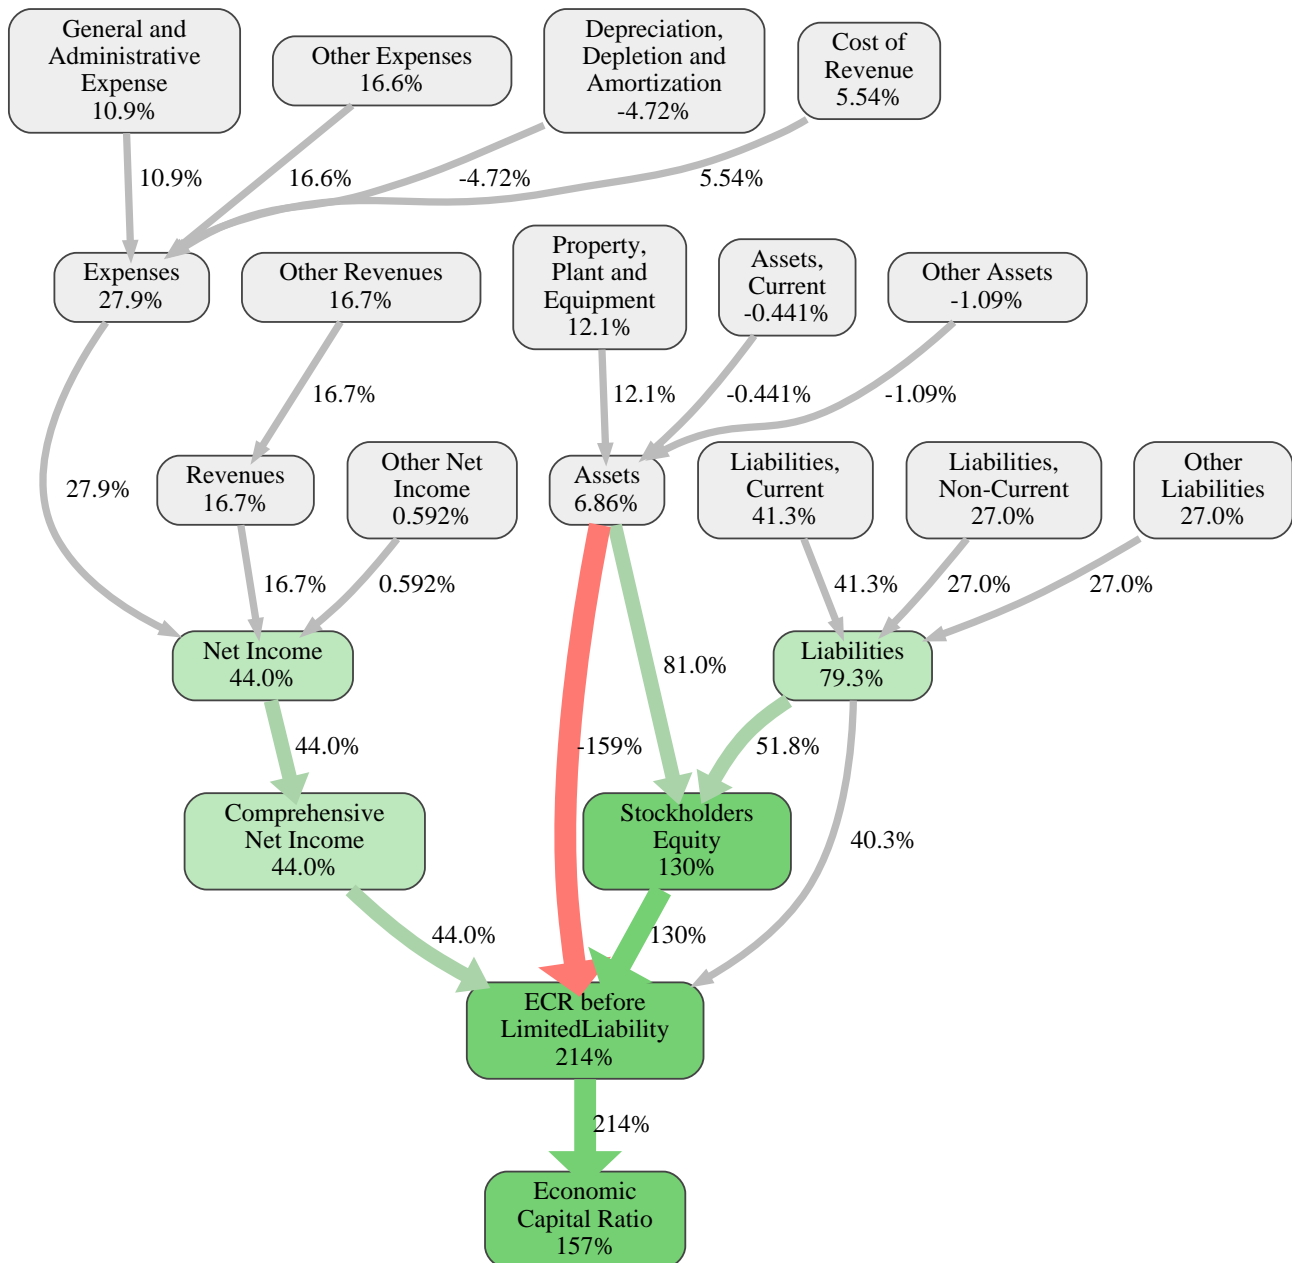 General and
Administrative
Expense
10.9%
Other Expenses
16.6%
Depreciation,
Depletion and
Amortization
-4.72%
Cost of
Revenue
5.54%
10.9%
16.6%
-4.72%
5.54%
Expenses
27.9%
Other Revenues
16.7%
Property,
Plant and
Equipment
12.1%
Assets,
Current
-0.441%
Other Assets
-1.09%
16.7%
12.1%
-0.441%
-1.09%
27.9%
Revenues
16.7%
Other Net
Income
0.592%
Assets
6.86%
Liabilities,
Current
41.3%
Liabilities,
Non-Current
27.0%
Other
Liabilities
27.0%
16.7%
0.592%
41.3%
27.0%
27.0%
Net Income
44.0%
81.0%
Liabilities
79.3%
44.0%
-159%
51.8%
Comprehensive
Net Income
44.0%
Stockholders
Equity
130%
40.3%
44.0%
130%
ECR before
LimitedLiability
214%
214%
Economic
Capital Ratio
157%